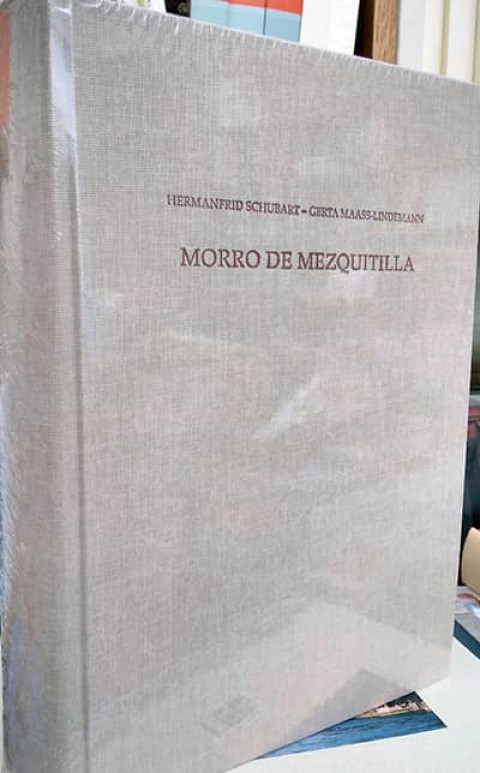 HERMANFRID SCHUBART – GERTA MAASS-LINDEMANN
MORRO DE MEZQUITILLA